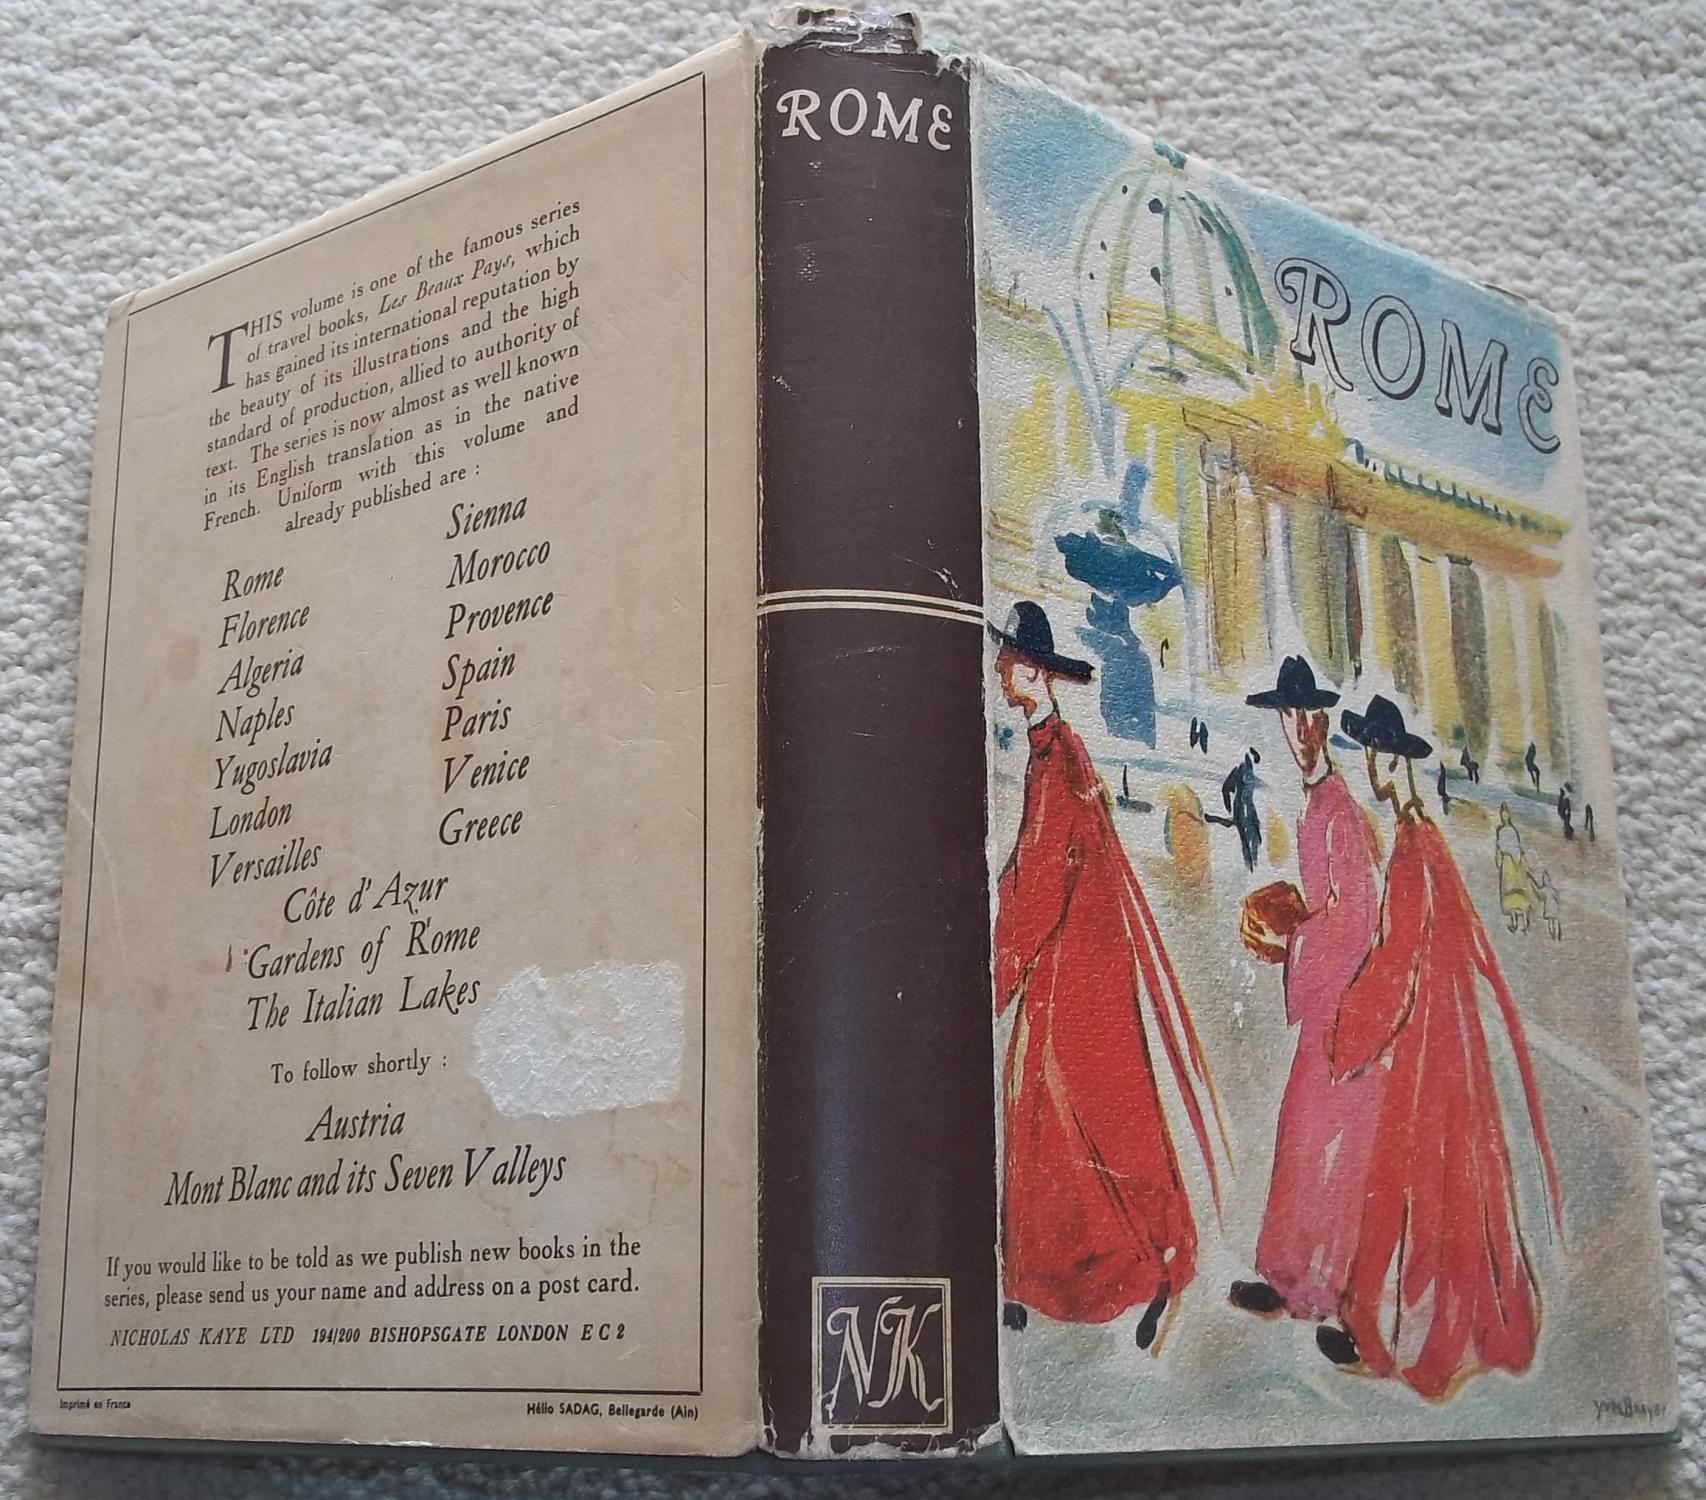 THIS volume is one of the famous series
of travel books, Les Beaux Pays, which
has gained its international reputation by
the beauty of its illustrations and the high
standard of production, allied to authority of
text. The series is now almost as well known
in its English translation as in the native
French. Uniform with this volume and
already published are :
Rome
Florence
Algeria
Naples
Yugoslavia
London
Versailles
Sienna
Morocco
Provence
Spain
Paris
Venice
Greece
Côte d'Azur
Gardens of Rome
The Italian Lakes
To follow shortly :
Austria
Mont Blanc and its Seven Valleys
If you would like to be told as we publish new books in the
series, please send us your name and address on a post card.
NICHOLAS KAYE LTD 194/200 BISHOPSGATE LONDON E C 2
Imprimé en France
Hélio SADAG, Bellegarde (Ain)
ROME
NK
ROME
Yves Brayer